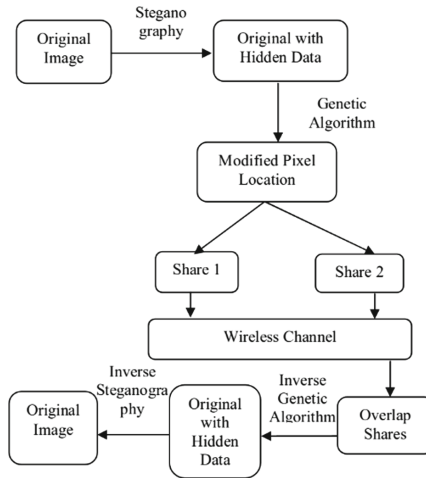 Stegano
graphy
Original
Image
Original with
Hidden Data
Genetic
Algorithm
Modified Pixel
Location
Share 1
Share 2
Wireless Channel
Inverse
Steganogra
phy
Inverse
Genetic
Algorithm
Original
Image
Original
with
Hidden
Data
Overlap
Shares